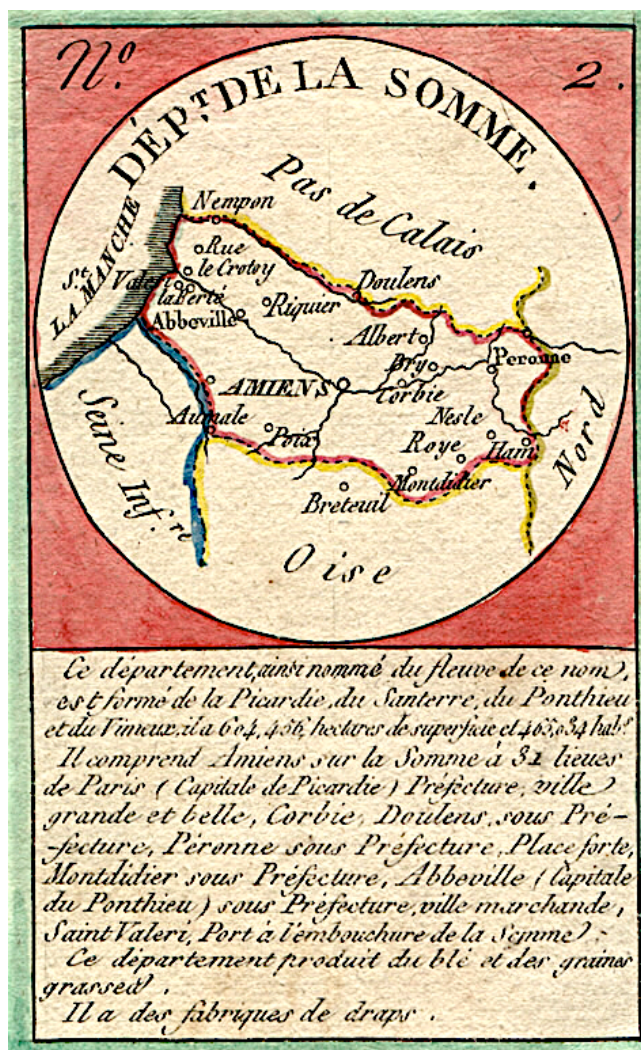 N.º 2.
DÉP.T DE LA SOMME.
Pas de Calais
LA MANCHE
Nempon
Rue
le Crotoy
St. Valeri
la Ferté
Abbeville
Riquier
Doulens
Albert
Bry
Corbie
Peronne
AMIENS
Aumale
Poix
Nesle
Roye
Ham
Montdidier
Breteuil
Seine Inf.re
Nord
Oise
Ce département, ainsi nommé du fleuve de ce nom,
est formé de la Picardie, du Santerre, du Ponthieu
et du Vimeux. il a 604,456, hectares de superficie et 465,034 hab.s
Il comprend Amiens sur la Somme à 31 lieues
de Paris (Capitale de Picardie) Préfecture, ville
grande et belle, Corbie, Doulens, sous Pré-
-fecture, Péronne sous Préfecture, Place forte,
Montdidier sous Préfecture, Abbeville (Capitale
du Ponthieu) sous Préfecture, ville marchande,
Saint Valeri, Port à l'embouchure de la Somme.
Ce département produit du blé et des graines
grasses.
Il a des fabriques de draps.